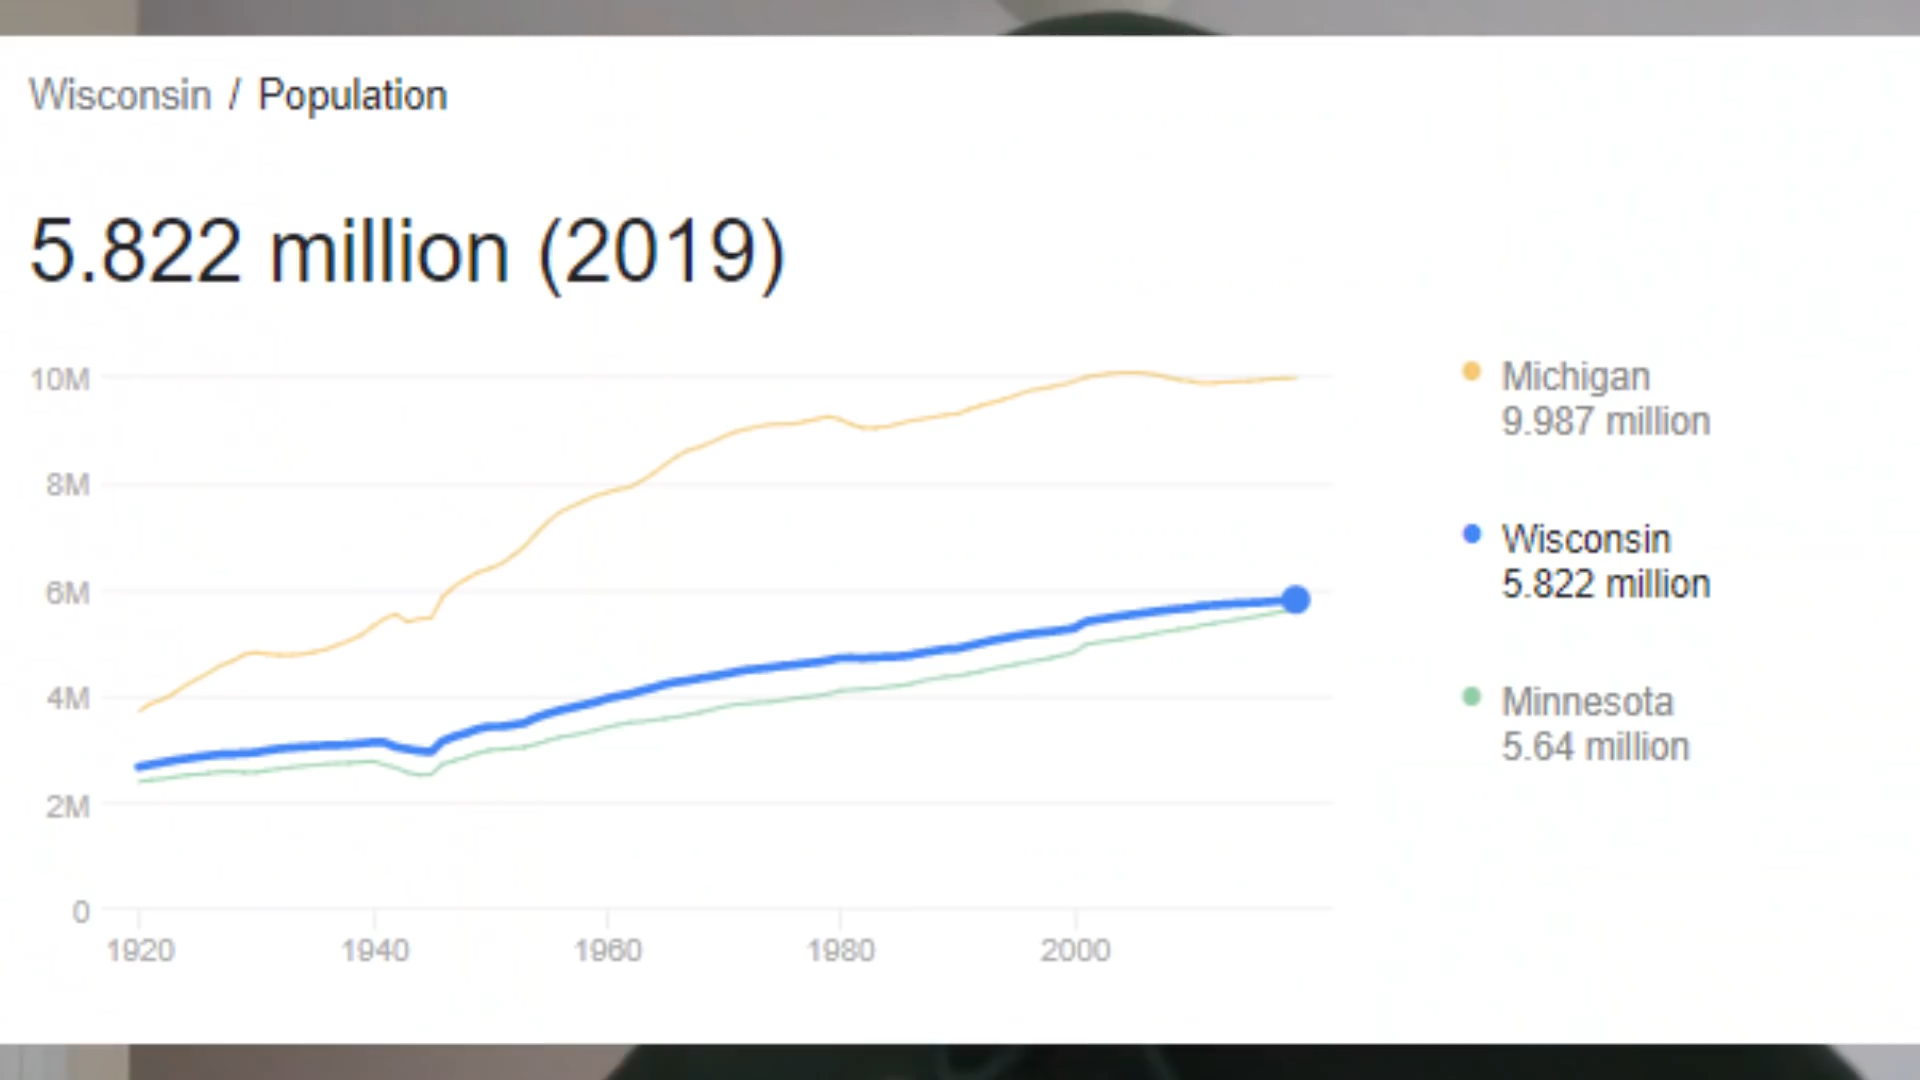 Wisconsin / Population
5.822 million (2019)
10M
8M
6M
4M
2M
0
1920 1940 1960 1980 2000
Michigan
9.987 million
Wisconsin
5.822 million
Minnesota
5.64 million